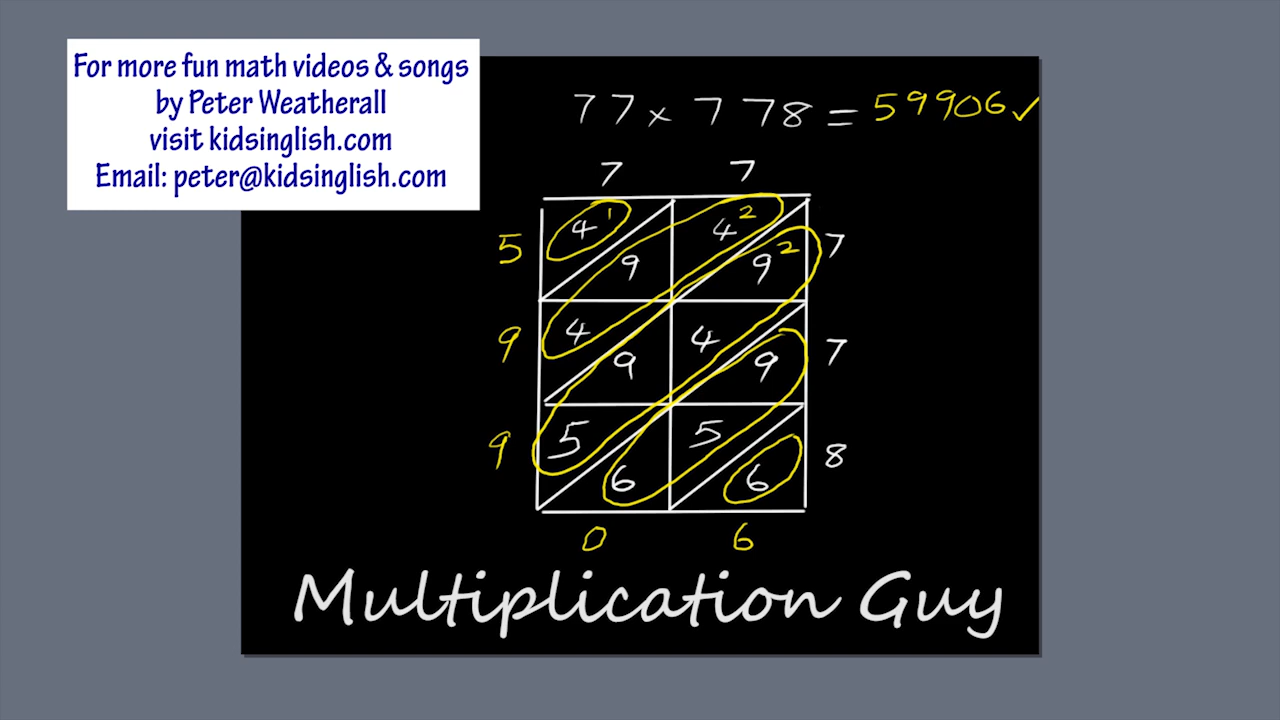 For more fun math videos & songs
by Peter Weatherall
visit kidsinglish.com
Email: peter@kidsinglish.com
77 × 778 = 59906 ✓
7 7
5 4 1 4 2 7
9 9 2
9 4 4 7
9 9
9 5 5 8
6 6
0 6
Multiplication Guy